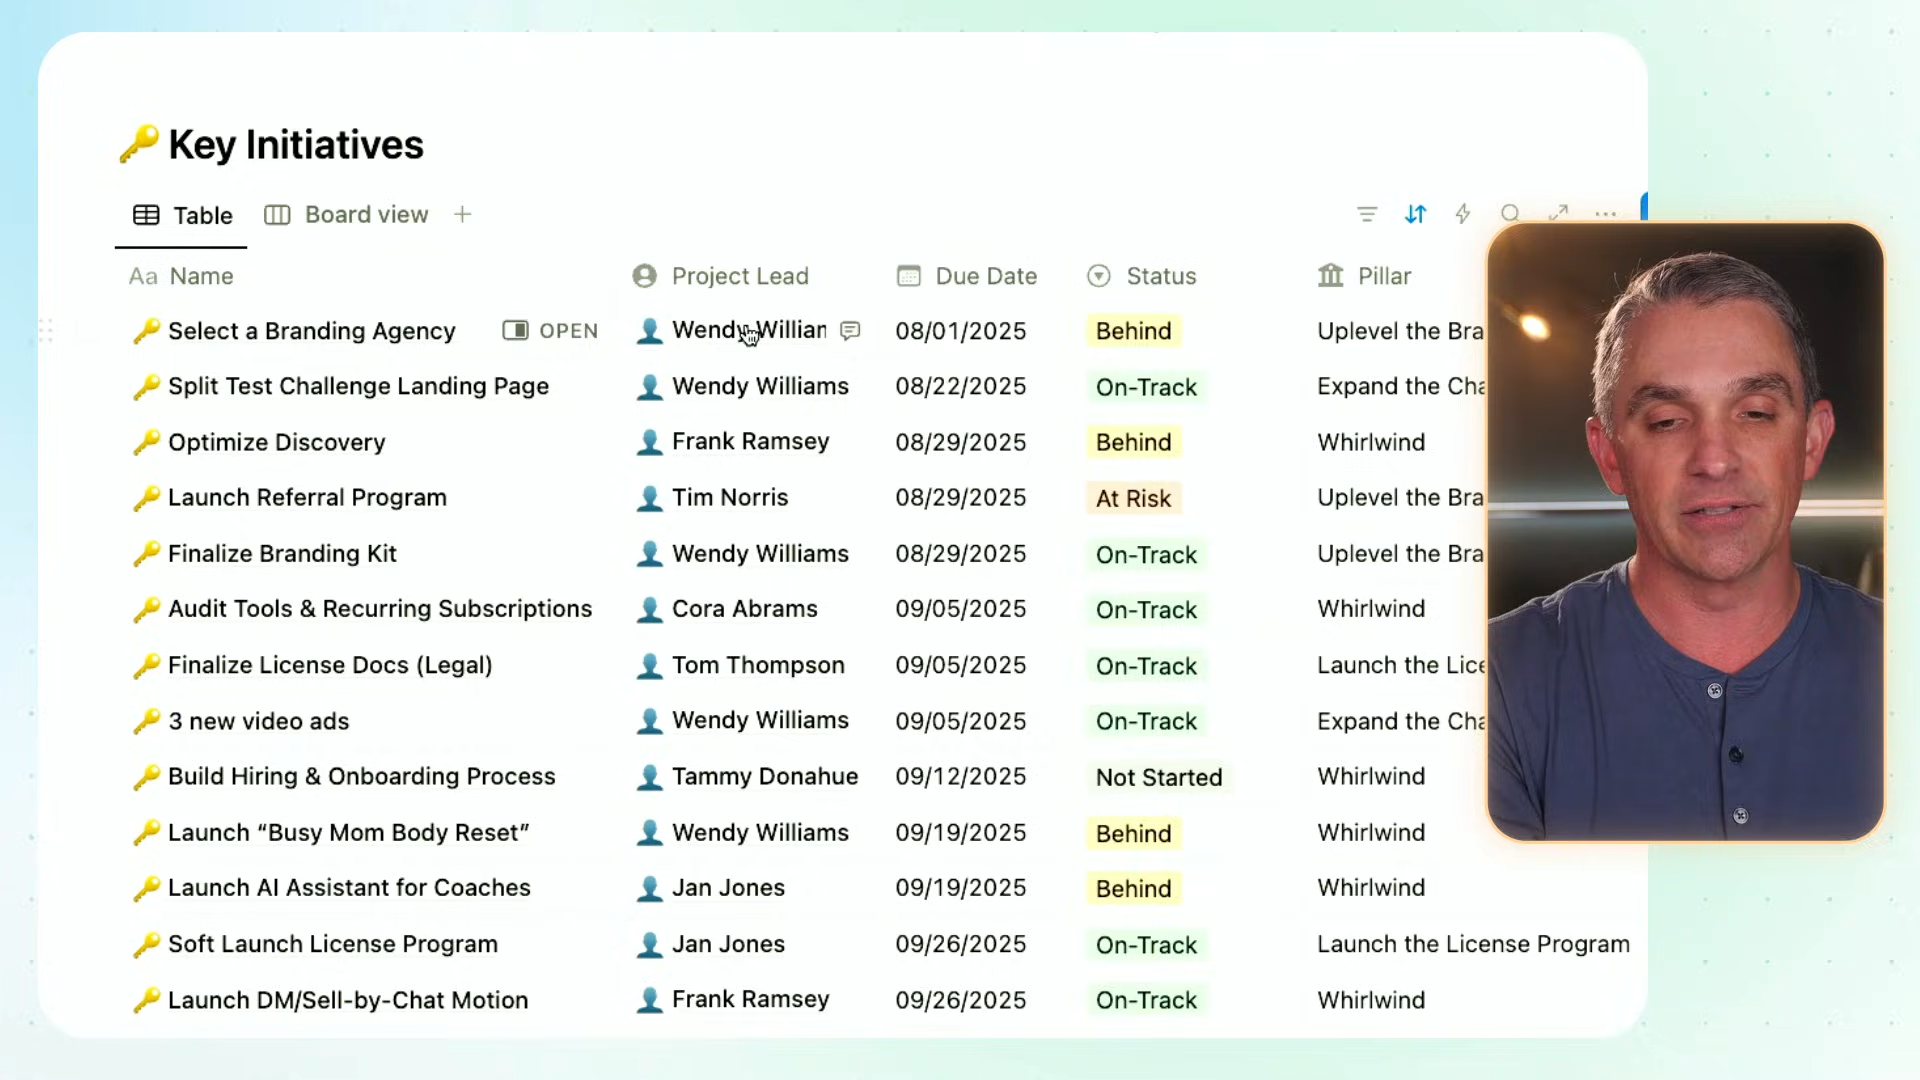 Key Initiatives
Table Board view +
Aa Name Project Lead Due Date Status Pillar
Select a Branding Agency OPEN Wendy Willian 08/01/2025 Behind Uplevel the Bra
Split Test Challenge Landing Page Wendy Williams 08/22/2025 On-Track Expand the Cha
Optimize Discovery Frank Ramsey 08/29/2025 Behind Whirlwind
Launch Referral Program Tim Norris 08/29/2025 At Risk Uplevel the Bra
Finalize Branding Kit Wendy Williams 08/29/2025 On-Track Uplevel the Bra
Audit Tools & Recurring Subscriptions Cora Abrams 09/05/2025 On-Track Whirlwind
Finalize License Docs (Legal) Tom Thompson 09/05/2025 On-Track Launch the Lice
3 new video ads Wendy Williams 09/05/2025 On-Track Expand the Cha
Build Hiring & Onboarding Process Tammy Donahue 09/12/2025 Not Started Whirlwind
Launch “Busy Mom Body Reset” Wendy Williams 09/19/2025 Behind Whirlwind
Launch AI Assistant for Coaches Jan Jones 09/19/2025 Behind Whirlwind
Soft Launch License Program Jan Jones 09/26/2025 On-Track Launch the License Program
Launch DM/Sell-by-Chat Motion Frank Ramsey 09/26/2025 On-Track Whirlwind